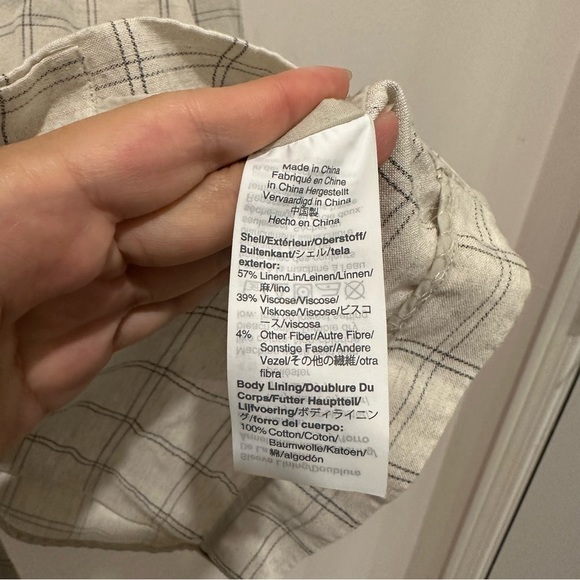 Made in China
Fabriqué en Chine
in China Hergestellt
Vervaardigd in China
中国製
Hecho en China
Shell/Extérieur/Oberstoff/
Buitenkant/シェル/tela
exterior:
57% Linen/Lin/Leinen/Linnen/
麻/lino
39% Viscose/Viscose/
Viskose/Viscose/ビスコ
ース/viscosa
4% Other Fiber/Autre Fibre/
Sonstige Faser/Andere
Vezel/その他の繊維/otra
fibra
Body Lining/Doublure Du
Corps/Futter Hauptteil/
Lijfvoering/ボディライニン
グ/forro del cuerpo:
100% Cotton/Coton/
Baumwolle/Katoen/
綿/algodón